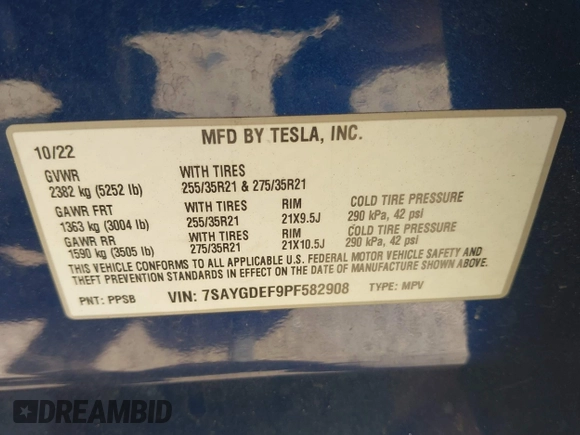 MFD BY TESLA, INC.
10/22
GVWR WITH TIRES
2382 kg (5252 lb) 255/35R21 & 275/35R21
GAWR FRT WITH TIRES RIM COLD TIRE PRESSURE
1363 kg (3004 lb) 255/35R21 21X9.5J 290 kPa, 42 psi
GAWR RR WITH TIRES RIM COLD TIRE PRESSURE
1590 kg (3505 lb) 275/35R21 21X10.5J 290 kPa, 42 psi
THIS VEHICLE CONFORMS TO ALL APPLICABLE U.S. FEDERAL MOTOR VEHICLE SAFETY AND
THEFT PREVENTION STANDARDS IN EFFECT ON THE DATE OF MANUFACTURE SHOWN ABOVE.
PNT: PPSB VIN: 7SAYGDEF9PF582908 TYPE: MPV
DREAMBID